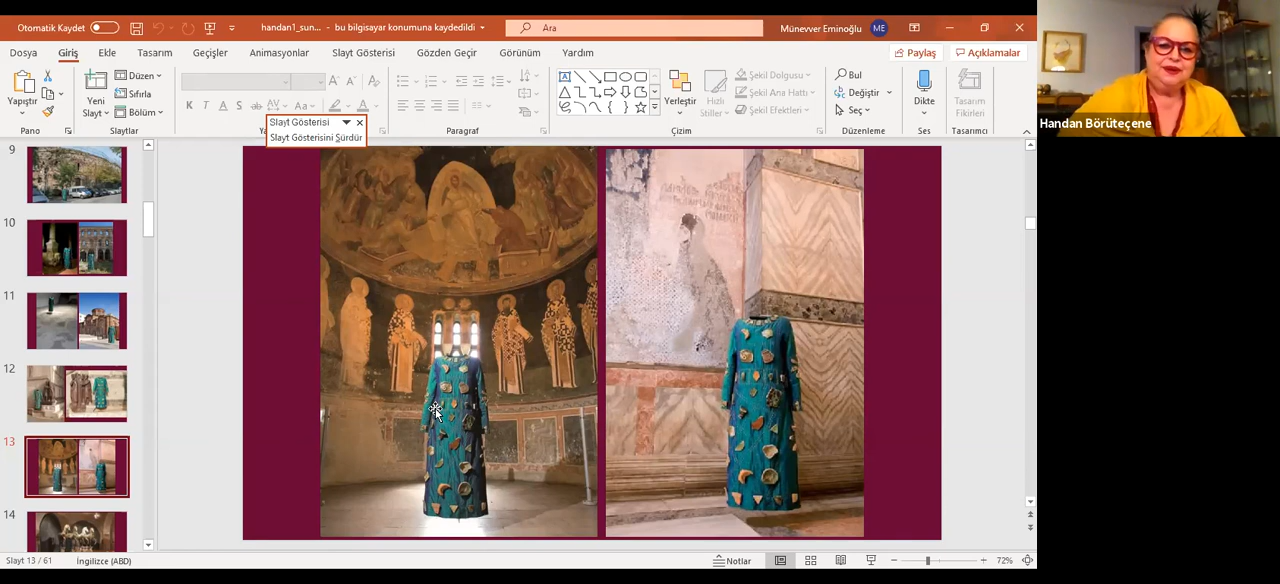 Otomatik Kaydet
handan1_sun... - bu bilgisayar konumuna kaydedildi
Ara
Münevver Eminoğlu
ME
Dosya Giriş Ekle Tasarım Geçişler Animasyonlar Slayt Gösterisi Gözden Geçir Görünüm Yardım
Paylaş
Açıklamalar
Yapıştır
Yeni
Slayt
Düzen
Sıfırla
Bölüm
K T A S ab AV Aa
Yerleştir
Hızlı
Stiller
Şekil Dolgusu
Şekil Ana Hattı
Şekil Efektleri
Bul
Değiştir
Seç
Dikte
Tasarım
Fikirleri
Pano
Slaytlar
Paragraf
Çizim
Düzenleme
Ses
Tasarımcı
Slayt Gösterisi
Slayt Gösterisini Sürdür
9
10
11
12
13
14
Slayt 13 / 61
İngilizce (ABD)
Notlar
72%
Handan Börüteçene